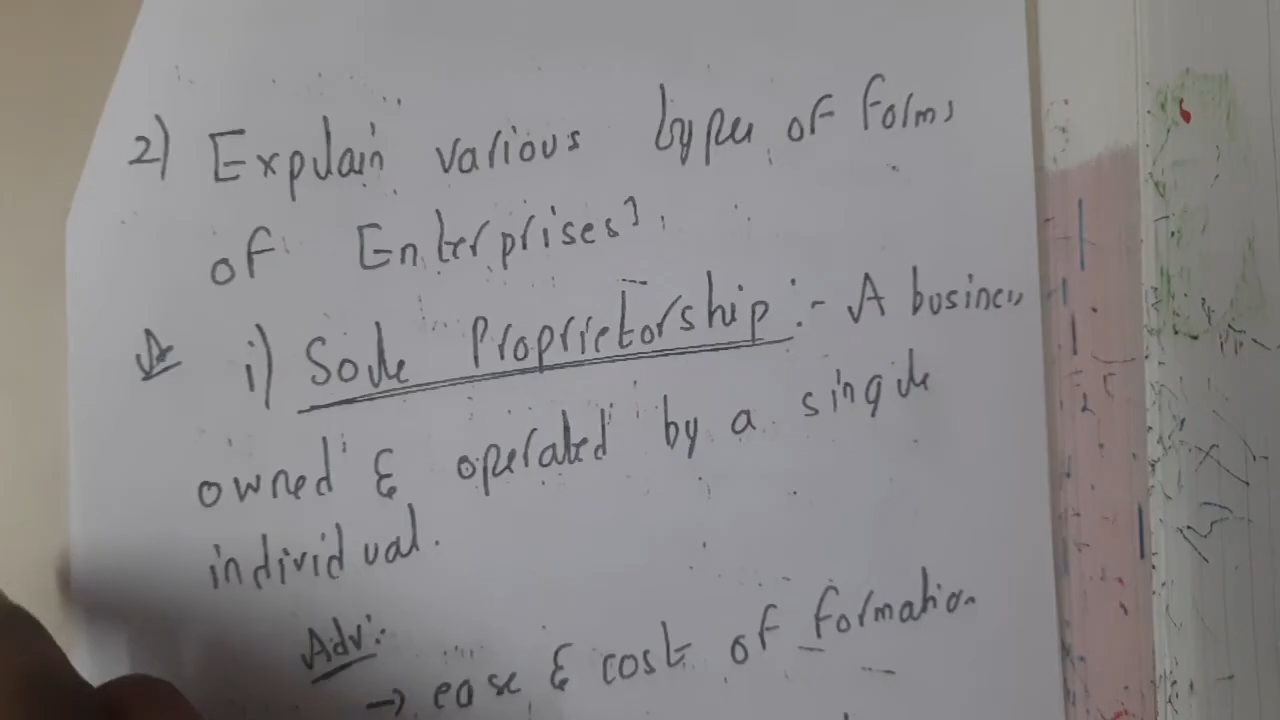 2) Explain various types of forms
of Enterprises?
A i) Sole Proprietorship :- A business
owned & operated by a single
individual.
Adv:-
→ ease & cost of formation